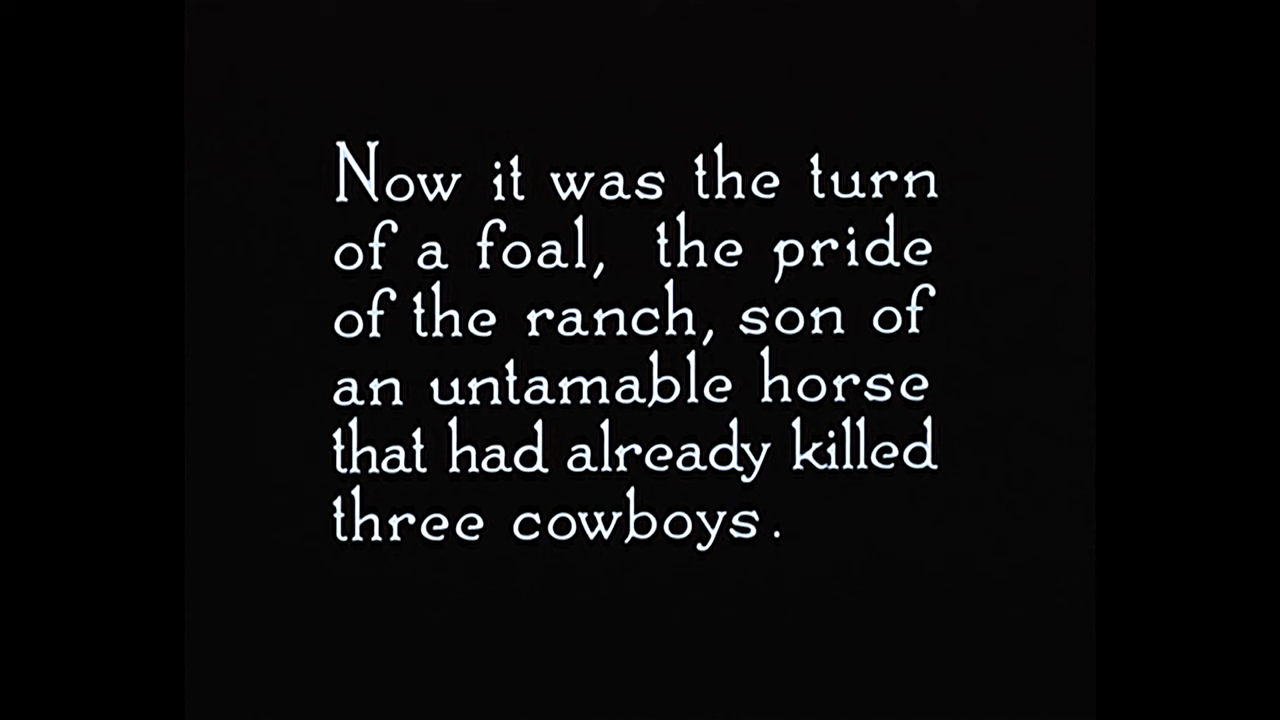 Now it was the turn
of a foal, the pride
of the ranch, son of
an untamable horse
that had already killed
three cowboys.